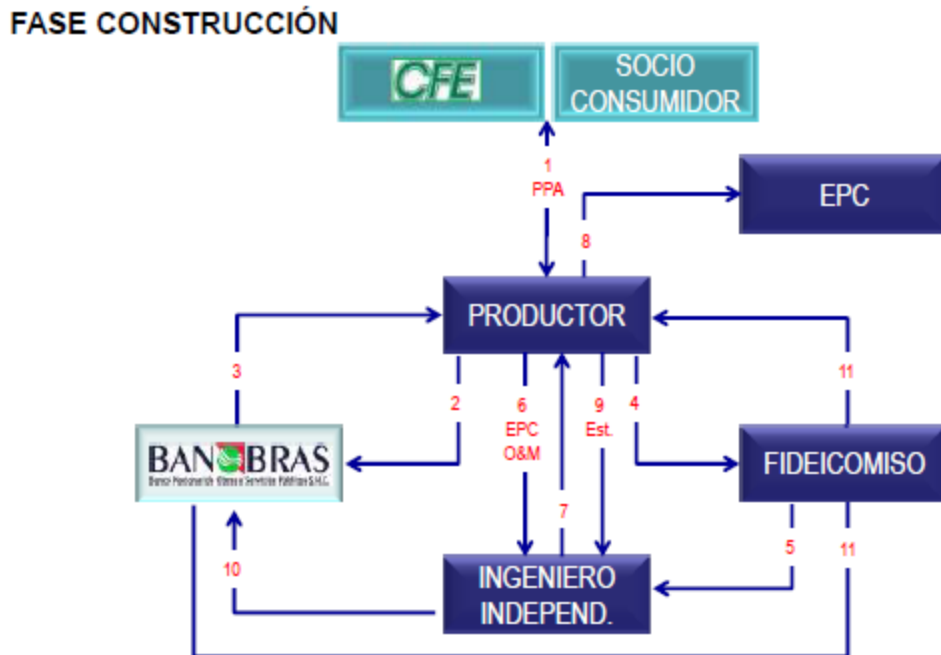 FASE CONSTRUCCIÓN
CFE
SOCIO
CONSUMIDOR
1
PPA
EPC
8
PRODUCTOR
3
2
6
EPC
O&M
9
Est.
4
11
BANOBRAS
FIDEICOMISO
7
10
5
11
INGENIERO
INDEPEND.